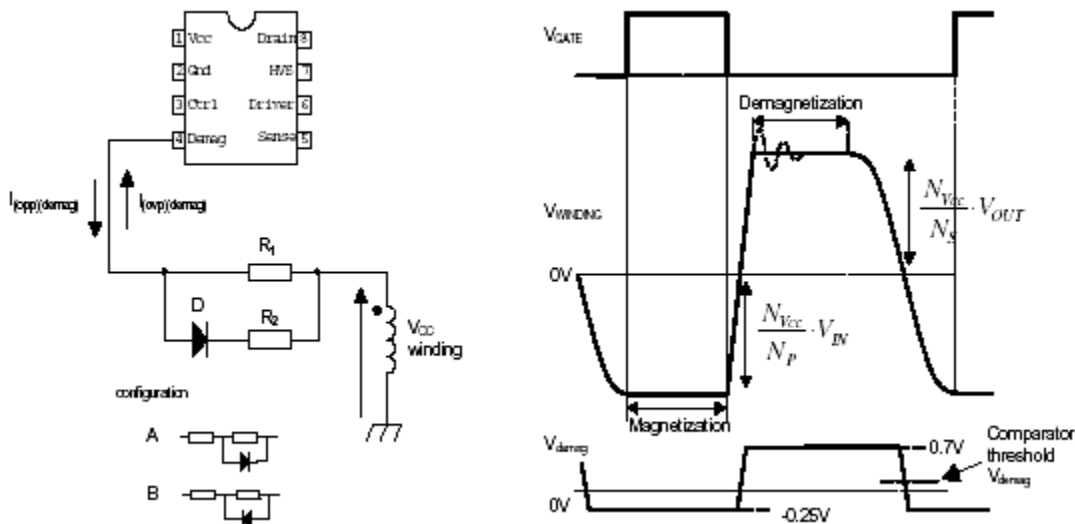 1 Vcc Drain 8
2 Gnd HVS 7
3 Ctrl Driver 6
4 Demag Sense 5
I(opp)(demag)
I(ovp)(demag)
R1
D
R2
VCC
winding
configuration
A
B
VGATE
Demagnetization
VWINDING
NVcc/NS · VOUT
0V
NVcc/NP · VIN
Magnetization
Vdemag
0.7V
Comparator
threshold
Vdemag
0V
-0.25V